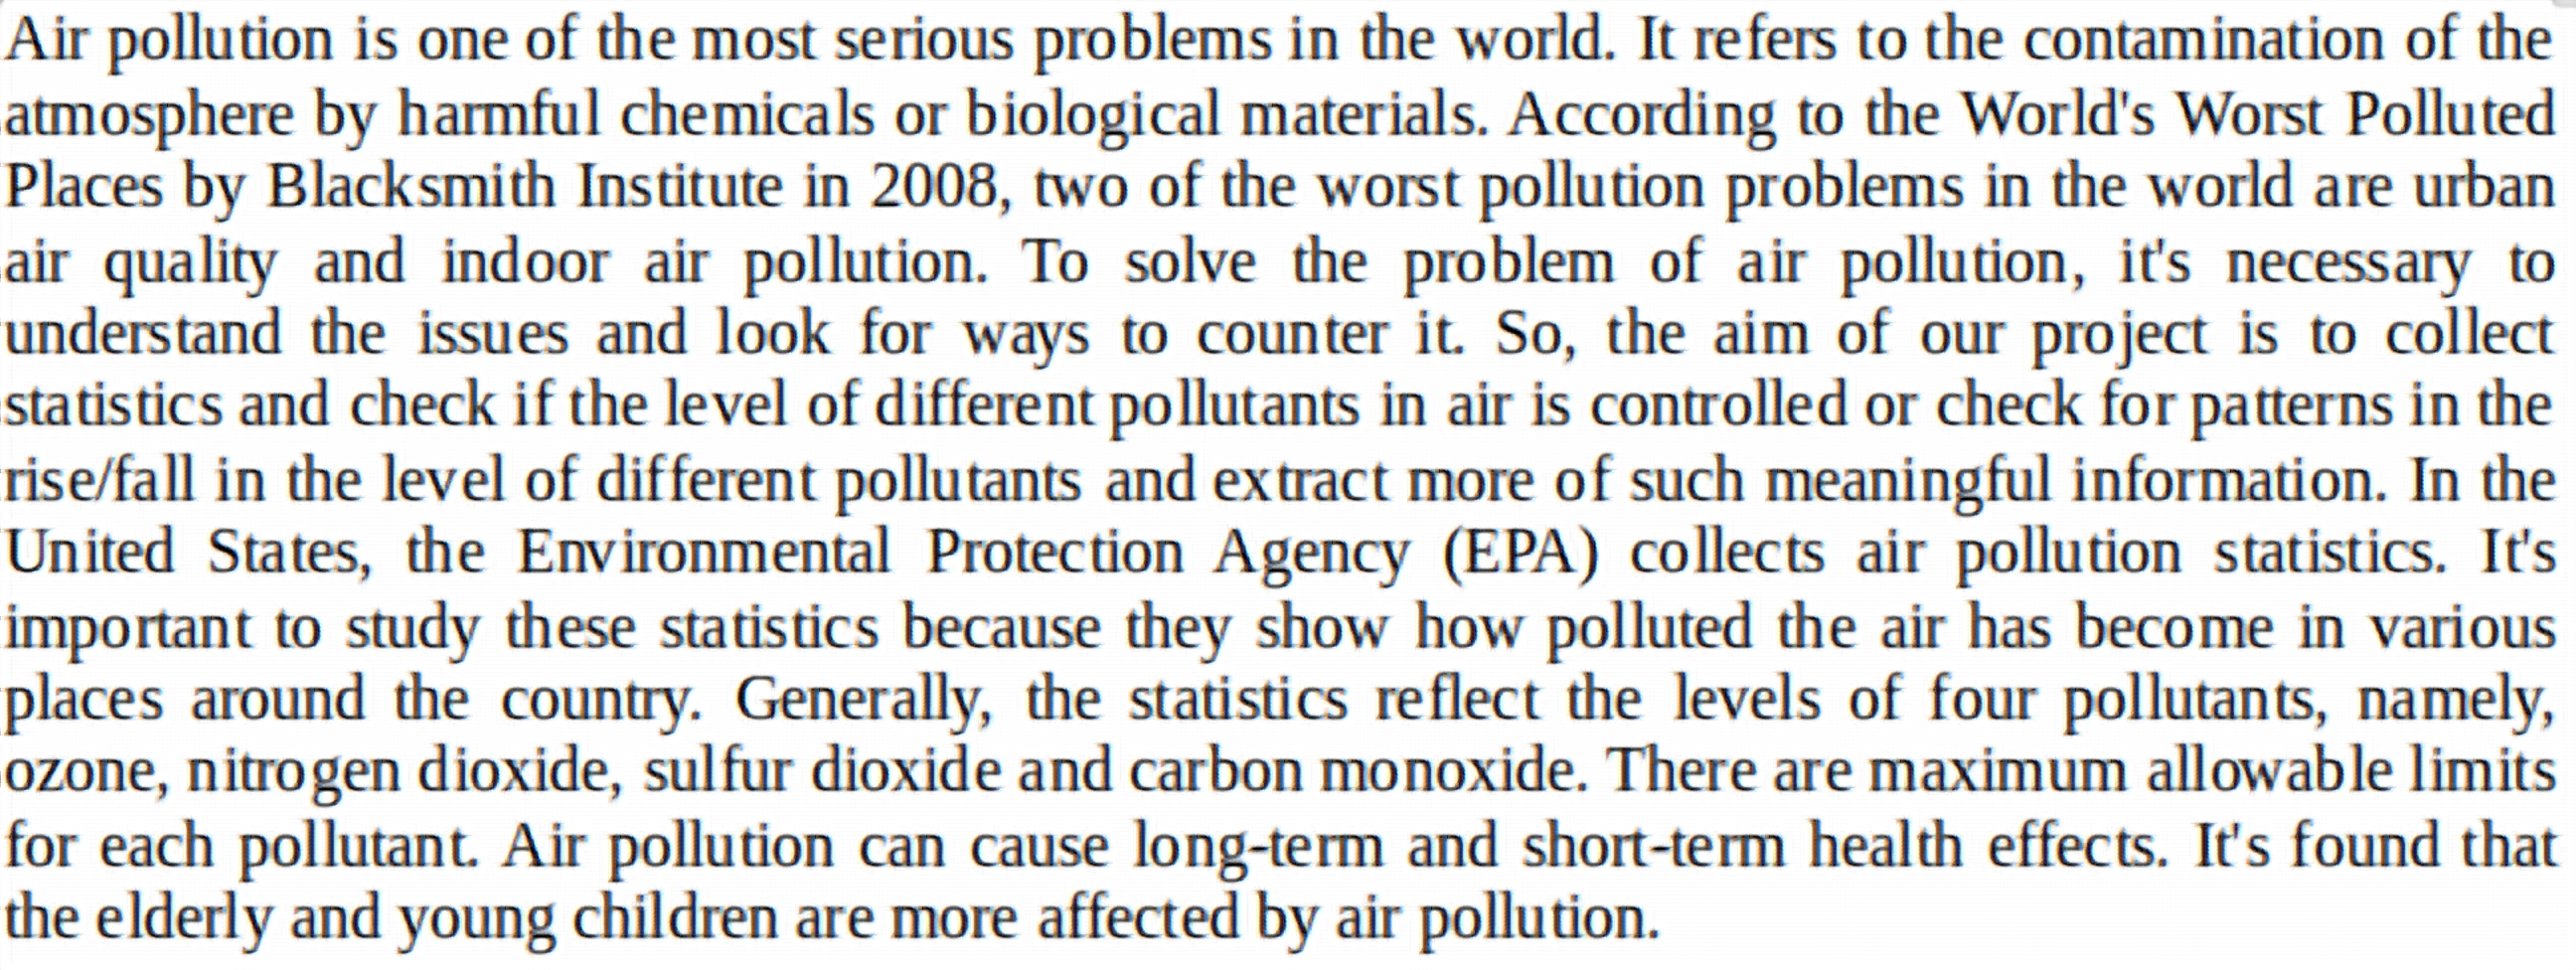 Air pollution is one of the most serious problems in the world. It refers to the contamination of the
atmosphere by harmful chemicals or biological materials. According to the World's Worst Polluted
Places by Blacksmith Institute in 2008, two of the worst pollution problems in the world are urban
air quality and indoor air pollution. To solve the problem of air pollution, it's necessary to
understand the issues and look for ways to counter it. So, the aim of our project is to collect
statistics and check if the level of different pollutants in air is controlled or check for patterns in the
rise/fall in the level of different pollutants and extract more of such meaningful information. In the
United States, the Environmental Protection Agency (EPA) collects air pollution statistics. It's
important to study these statistics because they show how polluted the air has become in various
places around the country. Generally, the statistics reflect the levels of four pollutants, namely,
ozone, nitrogen dioxide, sulfur dioxide and carbon monoxide. There are maximum allowable limits
for each pollutant. Air pollution can cause long-term and short-term health effects. It's found that
the elderly and young children are more affected by air pollution.